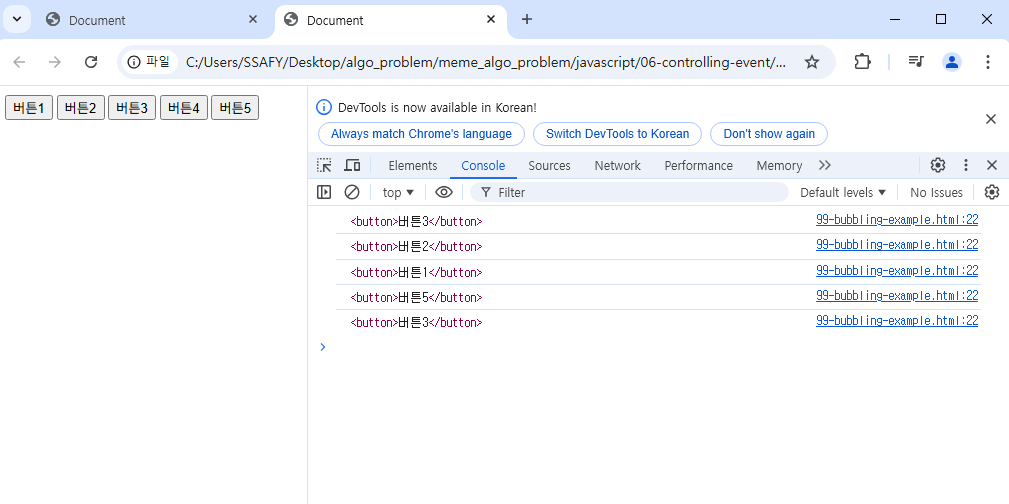 Document
Document
파일
C:/Users/SSAFY/Desktop/algo_problem/meme_algo_problem/javascript/06-controlling-event/...
버튼1 버튼2 버튼3 버튼4 버튼5
DevTools is now available in Korean!
Always match Chrome's language Switch DevTools to Korean Don't show again
Elements Console Sources Network Performance Memory
top Filter Default levels No Issues
<button>버튼3</button> 99-bubbling-example.html:22
<button>버튼2</button> 99-bubbling-example.html:22
<button>버튼1</button> 99-bubbling-example.html:22
<button>버튼5</button> 99-bubbling-example.html:22
<button>버튼3</button> 99-bubbling-example.html:22